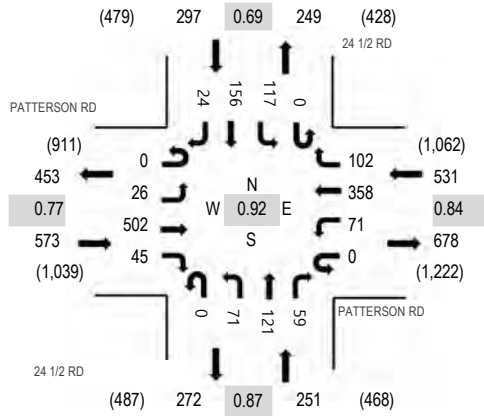 (479) 297 0.69 249 (428)
24 1/2 RD
24 156 117 0
PATTERSON RD
(911) (1,062)
453 0 102 531
26 358
N
0.77 W 0.92 E 0.84
S
573 502 71 678
45 0
(1,039) (1,222)
0 71 121 59
PATTERSON RD
24 1/2 RD
(487) 272 0.87 251 (468)